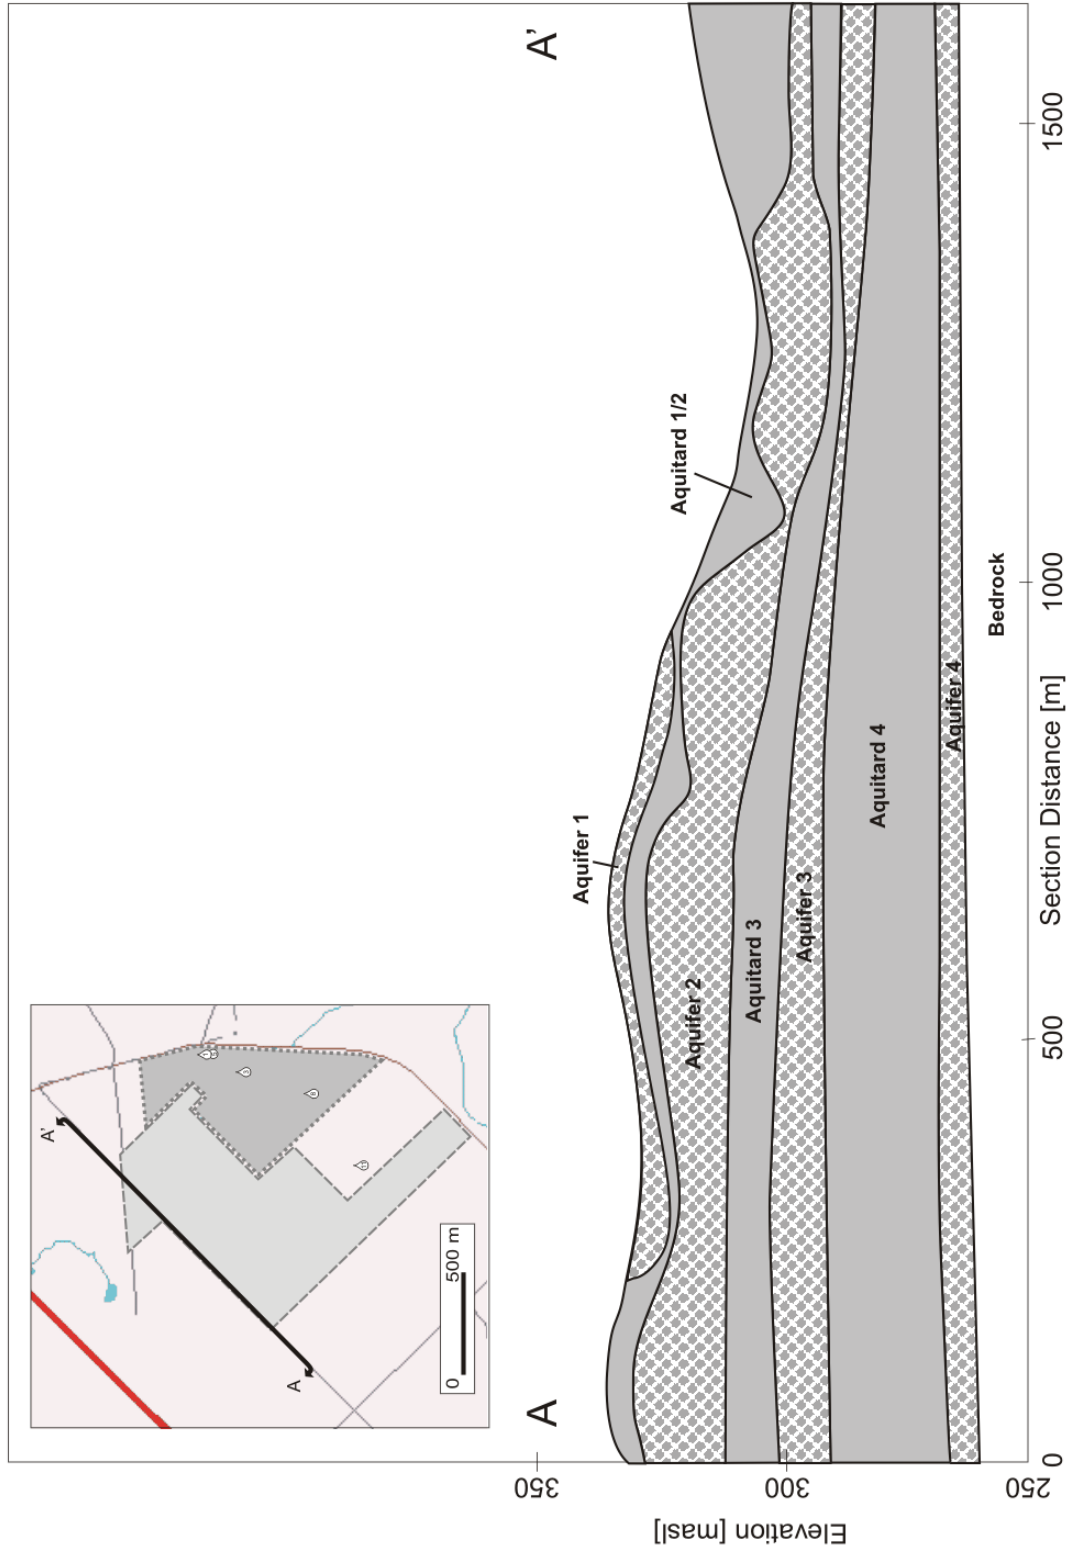 A'
A
0
500 m
A
A'
Aquifer 1
Aquitard 1/2
Aquifer 2
Aquitard 3
Aquifer 3
Aquitard 4
Aquifer 4
Bedrock
350
300
250
Elevation [masl]
0
500
1000
1500
Section Distance [m]